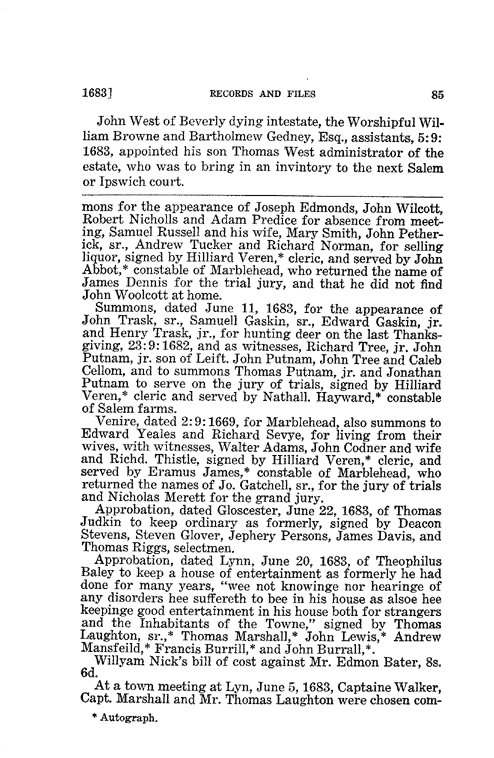 1683] RECORDS AND FILES 85
John West of Beverly dying intestate, the Worshipful Wil-
liam Browne and Bartholmew Gedney, Esq., assistants, 5:9:
1683, appointed his son Thomas West administrator of the
estate, who was to bring in an invintory to the next Salem
or Ipswich court.
mons for the appearance of Joseph Edmonds, John Wilcott,
Robert Nicholls and Adam Predice for absence from meet-
ing, Samuel Russell and his wife, Mary Smith, John Pether-
ick, sr., Andrew Tucker and Richard Norman, for selling
liquor, signed by Hilliard Veren,* cleric, and served by John
Abbot,* constable of Marblehead, who returned the name of
James Dennis for the trial jury, and that he did not find
John Woolcott at home.
Summons, dated June 11, 1683, for the appearance of
John Trask, sr., Samuell Gaskin, sr., Edward Gaskin, jr.
and Henry Trask, jr., for hunting deer on the last Thanks-
giving, 23:9:1682, and as witnesses, Richard Tree, jr. John
Putnam, jr. son of Leift. John Putnam, John Tree and Caleb
Cellom, and to summons Thomas Putnam, jr. and Jonathan
Putnam to serve on the jury of trials, signed by Hilliard
Veren,* cleric and served by Nathall. Hayward,* constable
of Salem farms.
Venire, dated 2:9:1669, for Marblehead, also summons to
Edward Yeales and Richard Sevye, for living from their
wives, with witnesses, Walter Adams, John Codner and wife
and Richd. Thistle, signed by Hilliard Veren,* cleric, and
served by Eramus James,* constable of Marblehead, who
returned the names of Jo. Gatchell, sr., for the jury of trials
and Nicholas Merett for the grand jury.
Approbation, dated Gloscester, June 22, 1683, of Thomas
Judkin to keep ordinary as formerly, signed by Deacon
Stevens, Steven Glover, Jephery Persons, James Davis, and
Thomas Riggs, selectmen.
Approbation, dated Lynn, June 20, 1683, of Theophilus
Baley to keep a house of entertainment as formerly he had
done for many years, "wee not knowinge nor hearinge of
any disorders hee suffereth to bee in his house as alsoe hee
keepinge good entertainment in his house both for strangers
and the Inhabitants of the Towne," signed by Thomas
Laughton, sr.,* Thomas Marshall,* John Lewis,* Andrew
Mansfeild,* Francis Burrill,* and John Burrall,*.
Willyam Nick's bill of cost against Mr. Edmon Bater, 8s.
6d.
At a town meeting at Lyn, June 5, 1683, Captaine Walker,
Capt. Marshall and Mr. Thomas Laughton were chosen com-
* Autograph.